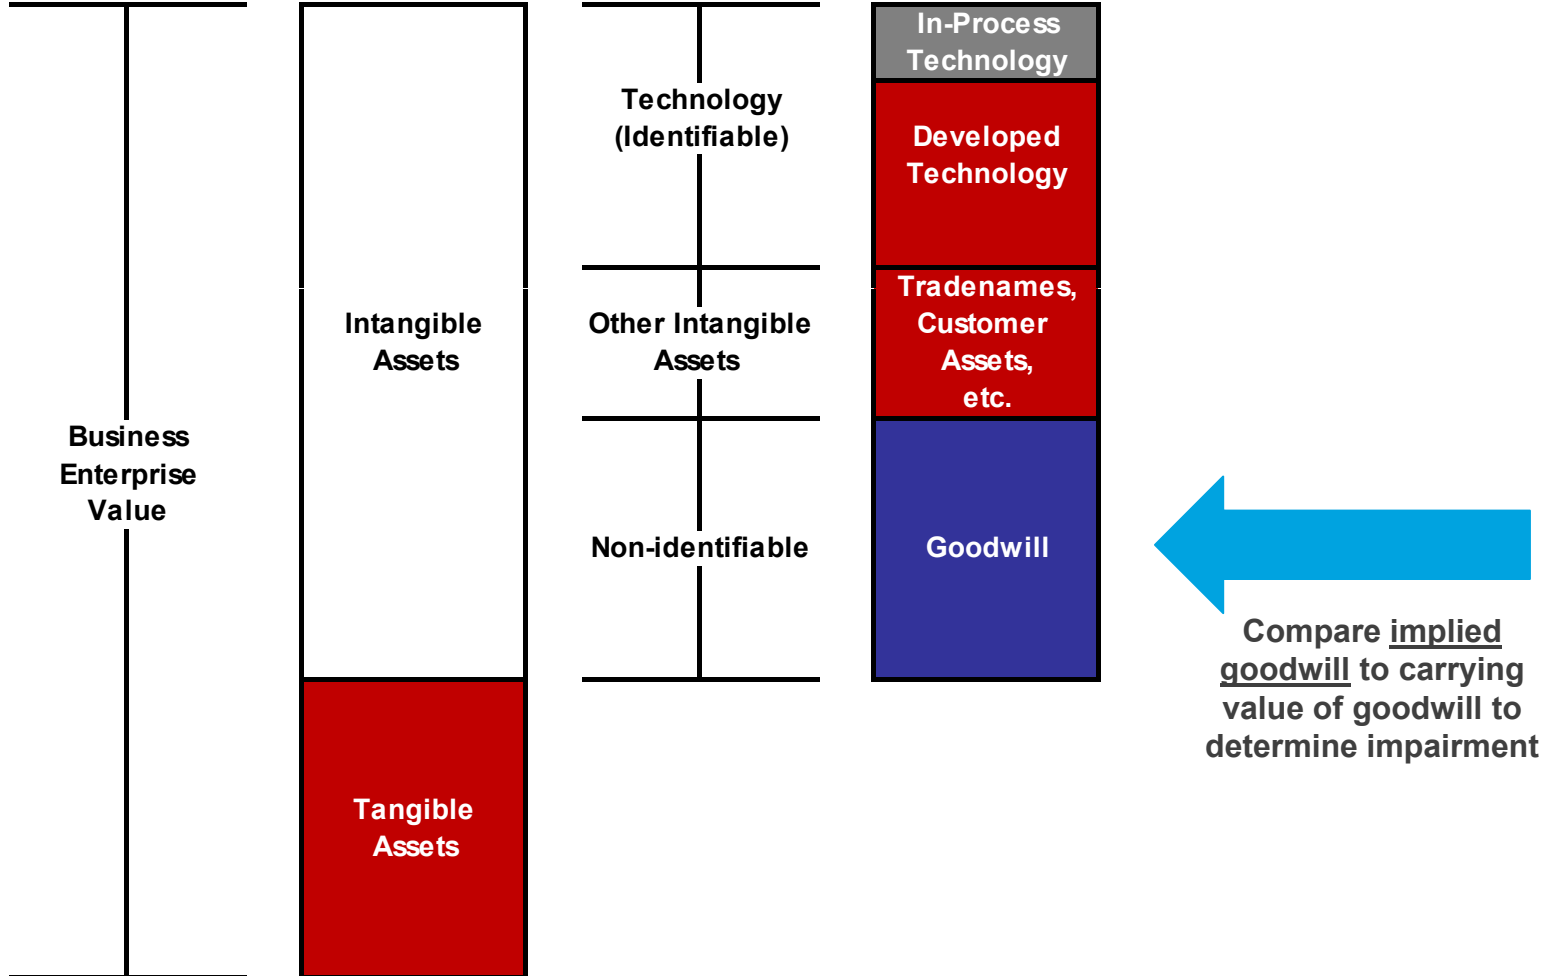 Business
Enterprise
Value
Intangible
Assets
Tangible
Assets
Technology
(Identifiable)
Other Intangible
Assets
Non-identifiable
In-Process
Technology
Developed
Technology
Tradenames,
Customer
Assets,
etc.
Goodwill
Compare implied
goodwill to carrying
value of goodwill to
determine impairment